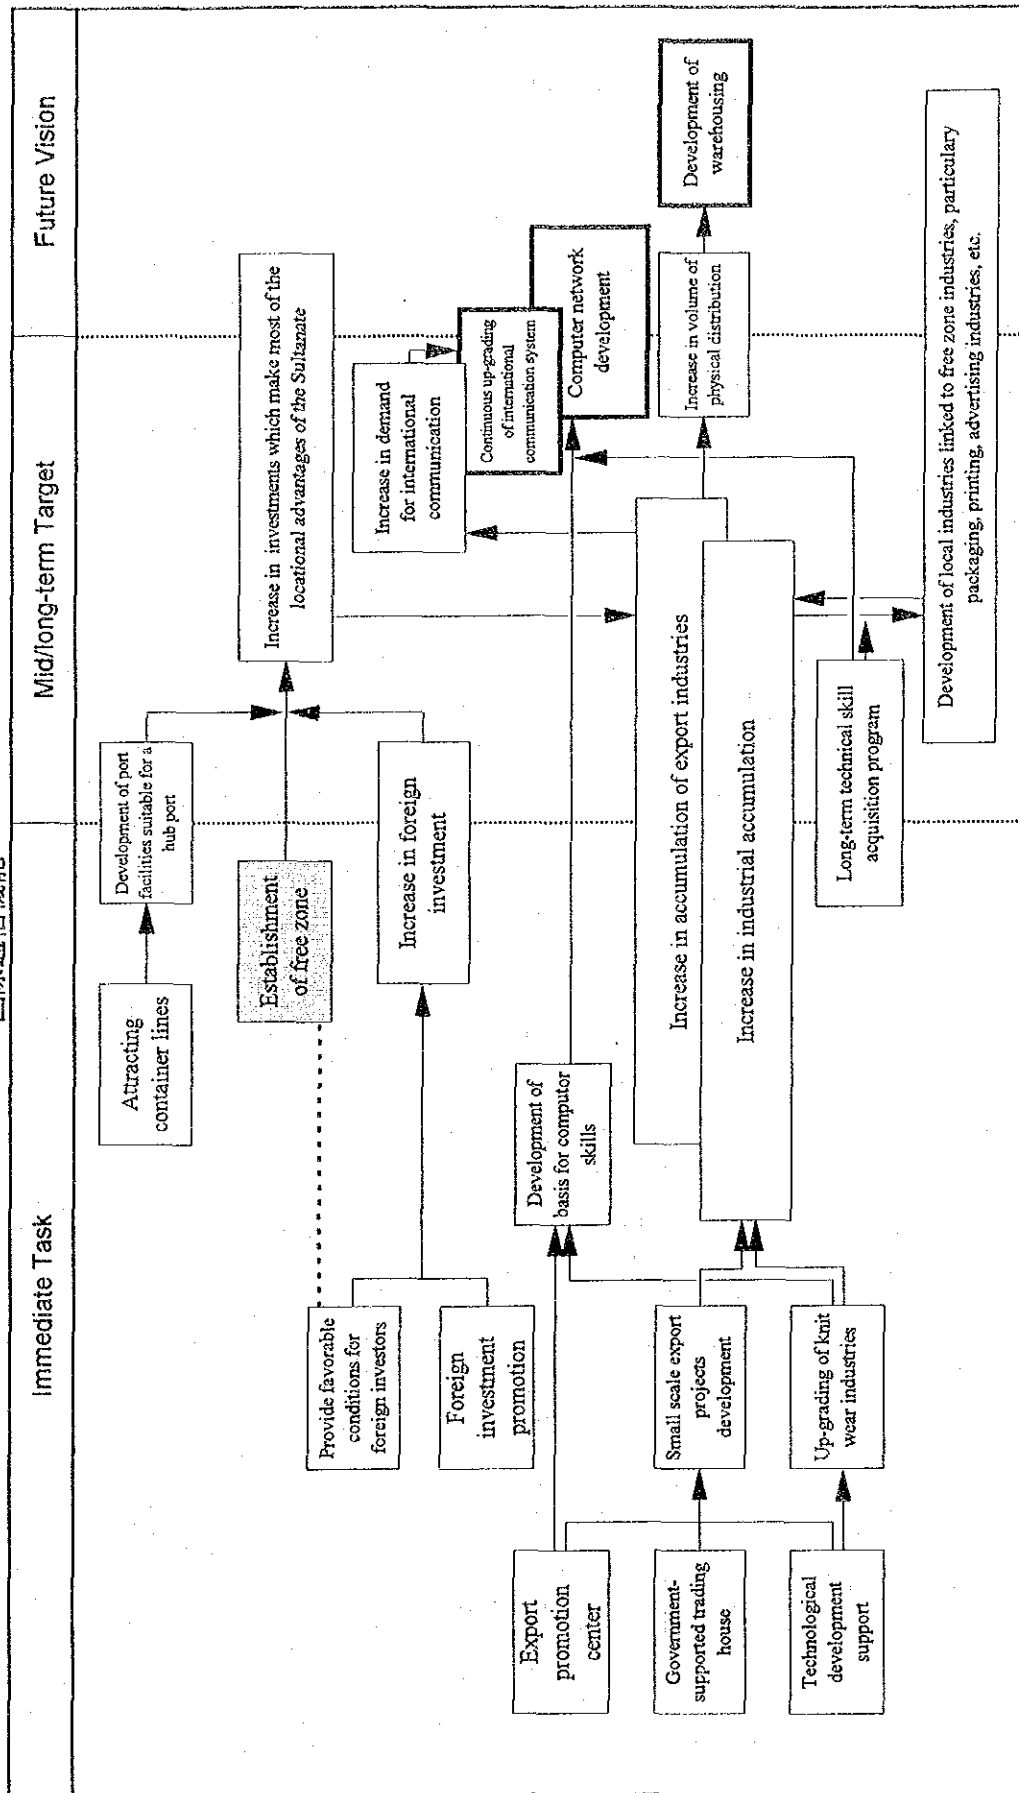 Immediate Task
Mid/long-term Target
Future Vision
Attracting
container lines
Development of port
facilities suitable for a
hub port
Establishment
of free zone
Increase in investments which make most of the
locational advantages of the Sultanate
Provide favorable
conditions for
foreign investors
Foreign
investment
promotion
Increase in foreign
investment
Increase in demand
for international
communication
Continuous up-grading
of international
communication system
Computer network
development
Export
promotion
center
Development of
basis for computor
skills
Government-
supported trading
house
Small scale export
projects
development
Increase in accumulation of export industries
Increase in industrial accumulation
Increase in volume of
physical distribution
Development of
warehousing
Technological
development
support
Up-grading of knit
wear industries
Long-term technical skill
acquisition program
Development of local industries linked to free zone industries, particulary
packaging, printing, advertising industries, etc.